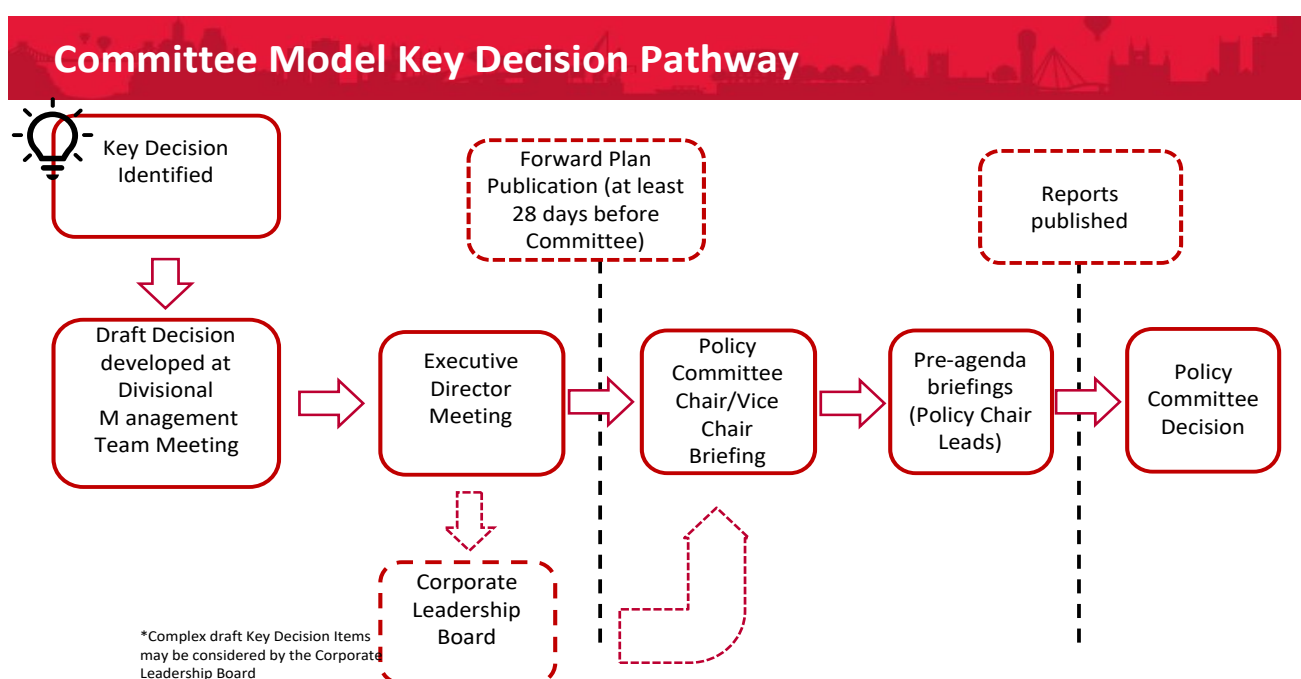 Committee Model Key Decision Pathway
Key Decision
Identified
Forward Plan
Publication (at least
28 days before
Committee)
Reports
published
Draft Decision
developed at
Divisional
M anagement
Team Meeting
Executive
Director
Meeting
Policy
Committee
Chair/Vice
Chair
Briefing
Pre-agenda
briefings
(Policy Chair
Leads)
Policy
Committee
Decision
Corporate
Leadership
Board
*Complex draft Key Decision Items
may be considered by the Corporate
Leadership Board